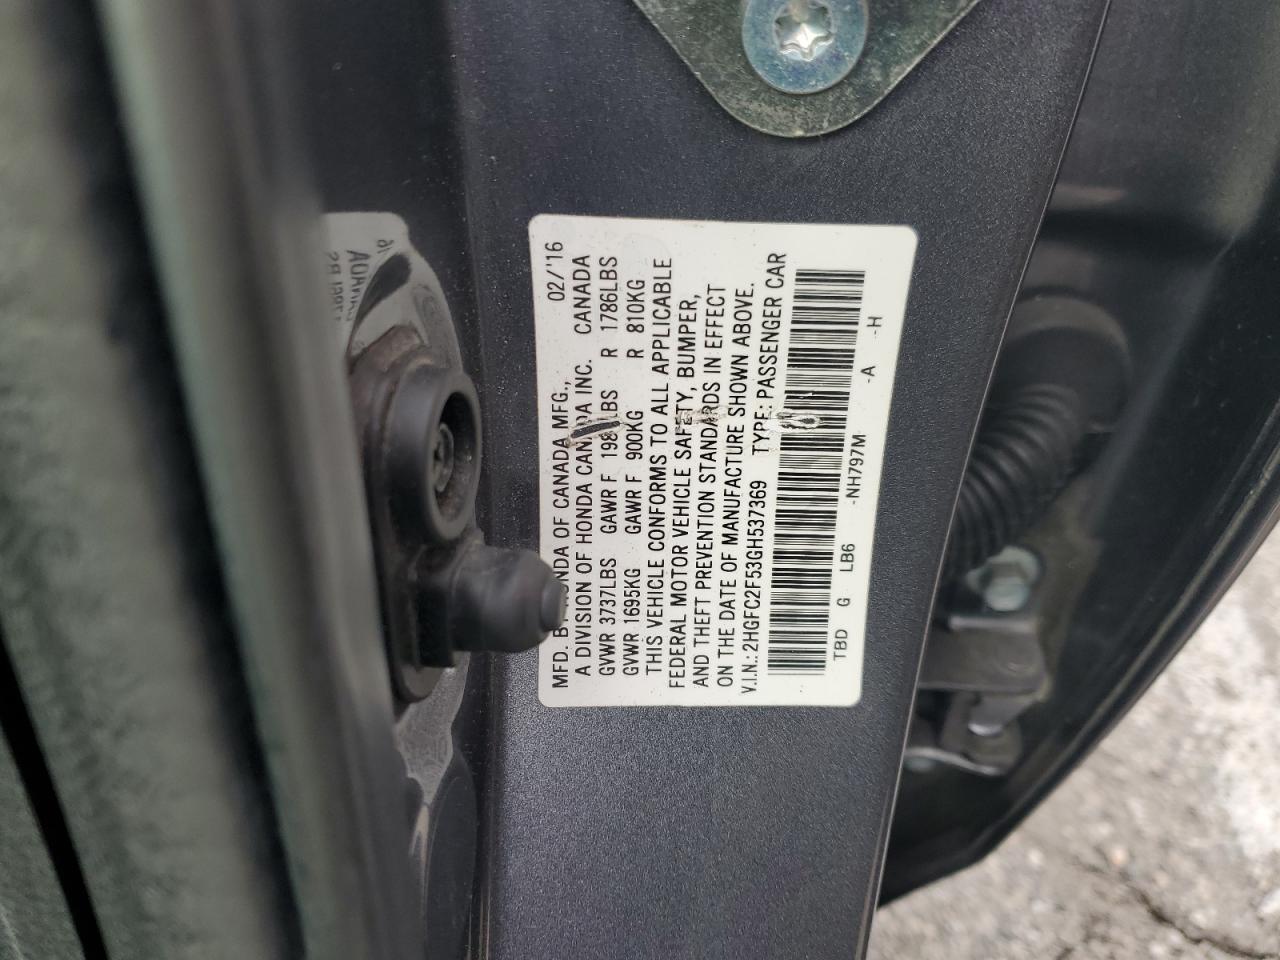 MFD. BY HONDA OF CANADA MFG., 02/'16
A DIVISION OF HONDA CANADA INC. CANADA
GVWR 3737LBS GAWR F LBS R 1786LBS
GVWR 1695KG GAWR F 900KG R 810KG
THIS VEHICLE CONFORMS TO ALL APPLICABLE
FEDERAL MOTOR VEHICLE SAFETY, BUMPER,
AND THEFT PREVENTION STANDARDS IN EFFECT
ON THE DATE OF MANUFACTURE SHOWN ABOVE.
V.I.N.: 2HGFC2F53GH537369 TYPE: PASSENGER CAR
TBD G LB6 -NH797M -A -H